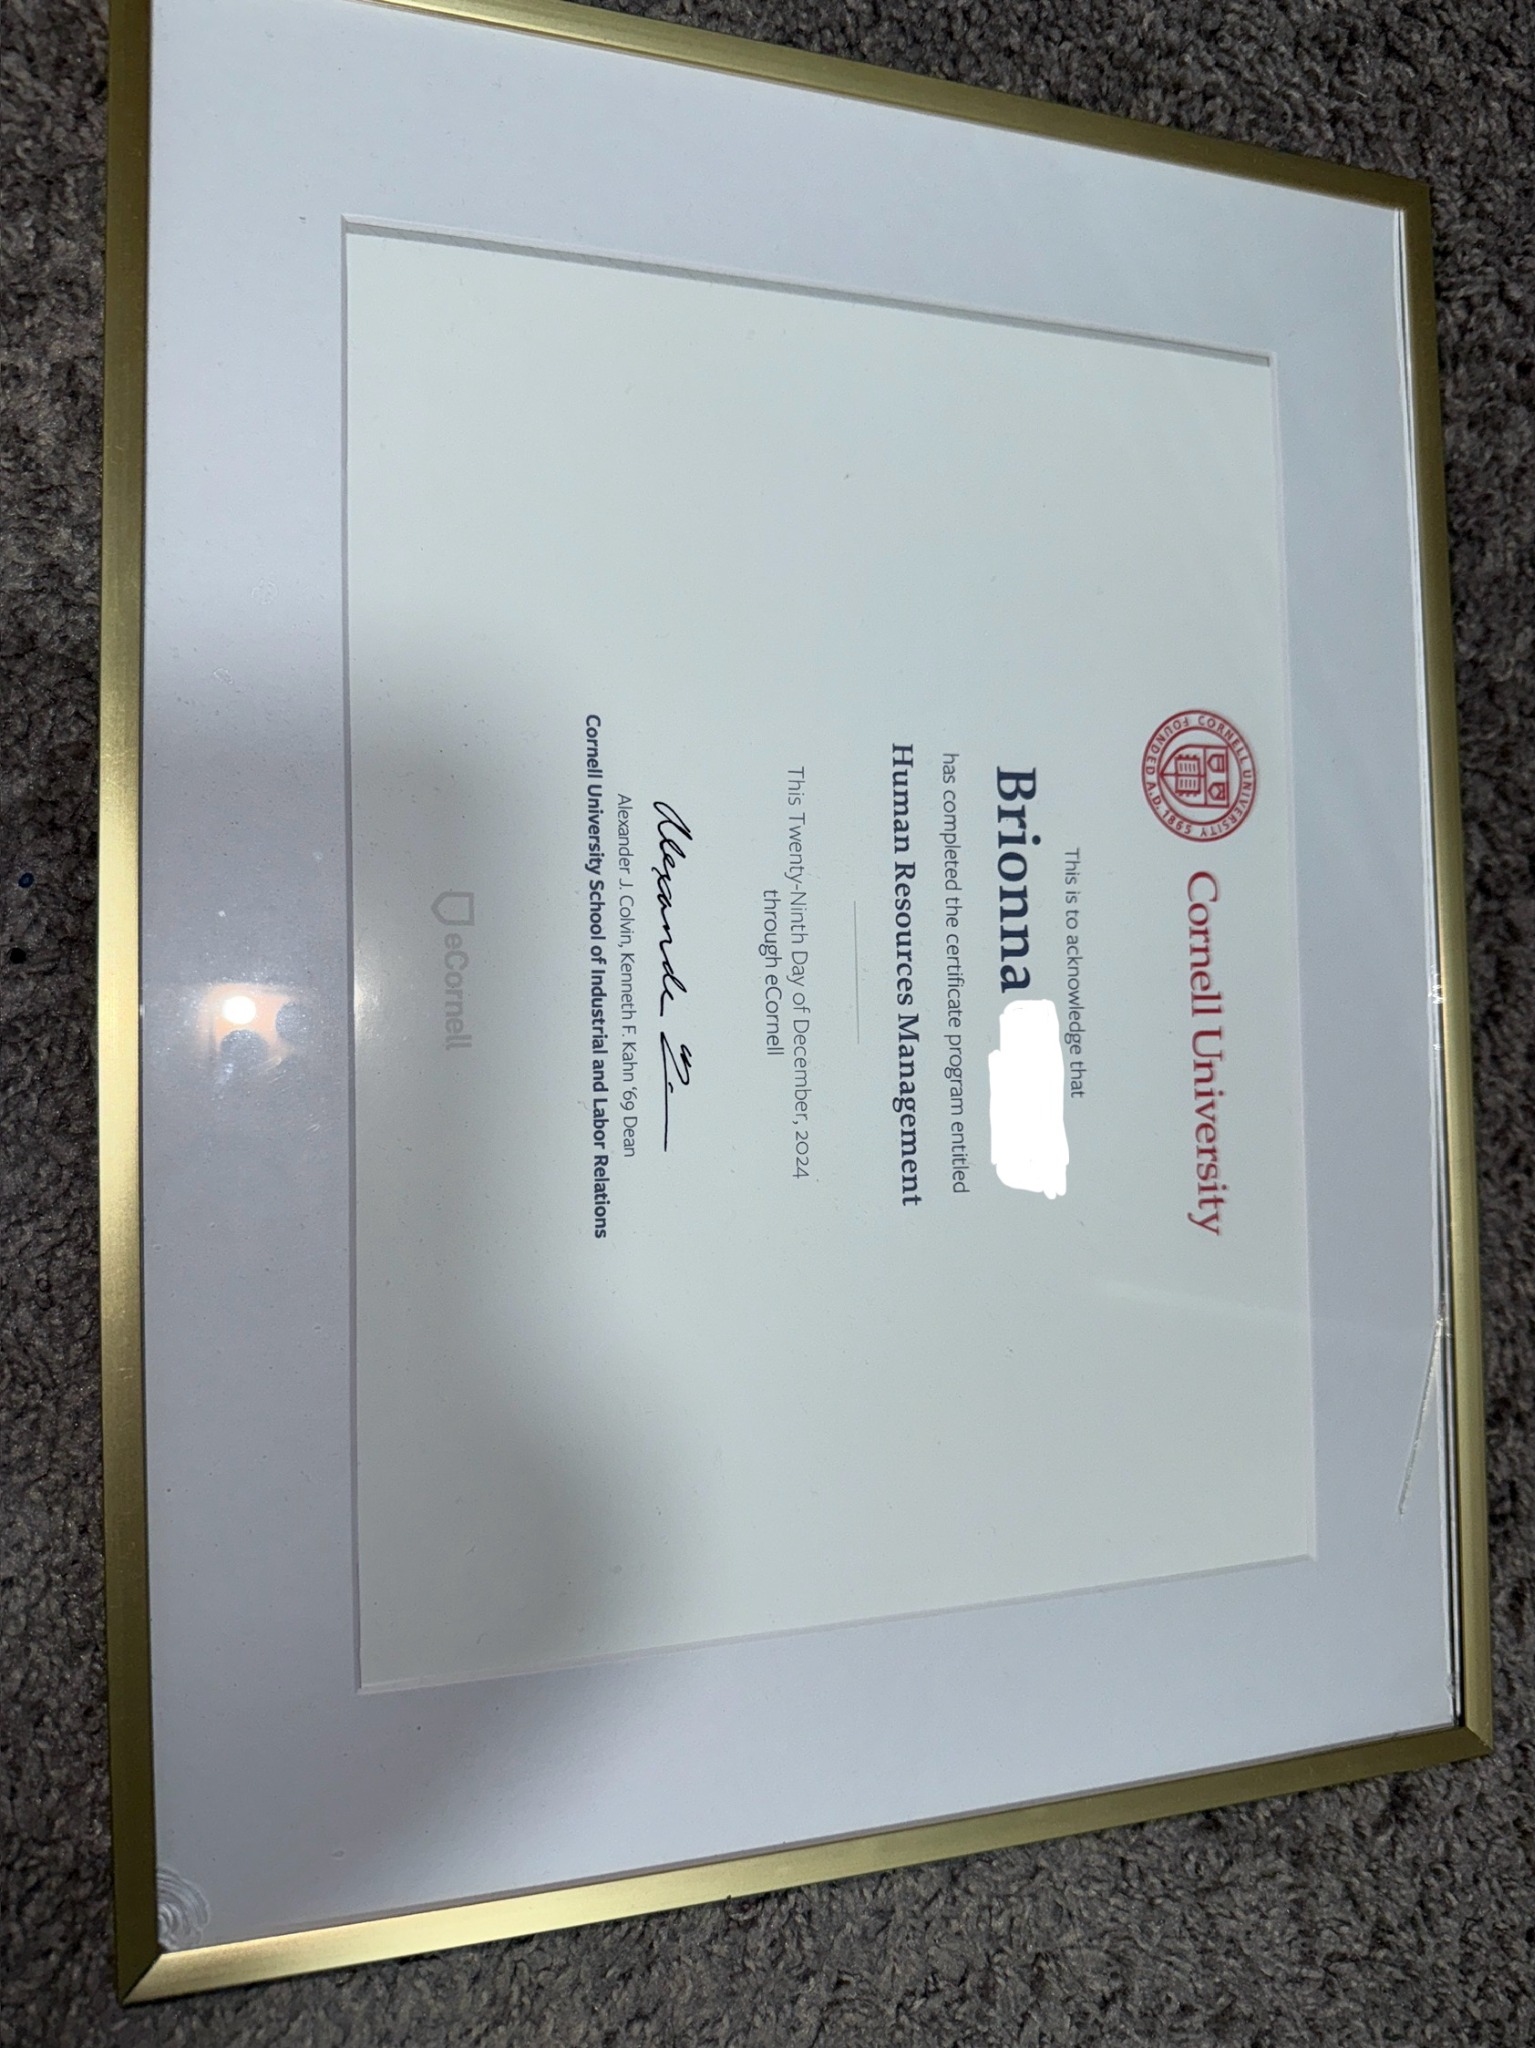 CORNELL UNIVERSITY
FOUNDED A.D. 1865
Cornell University
This is to acknowledge that
Brionna
has completed the certificate program entitled
Human Resources Management
This Twenty-Ninth Day of December, 2024
through eCornell
Alexander J. Colvin, Kenneth F. Kahn '69 Dean
Cornell University School of Industrial and Labor Relations
eCornell